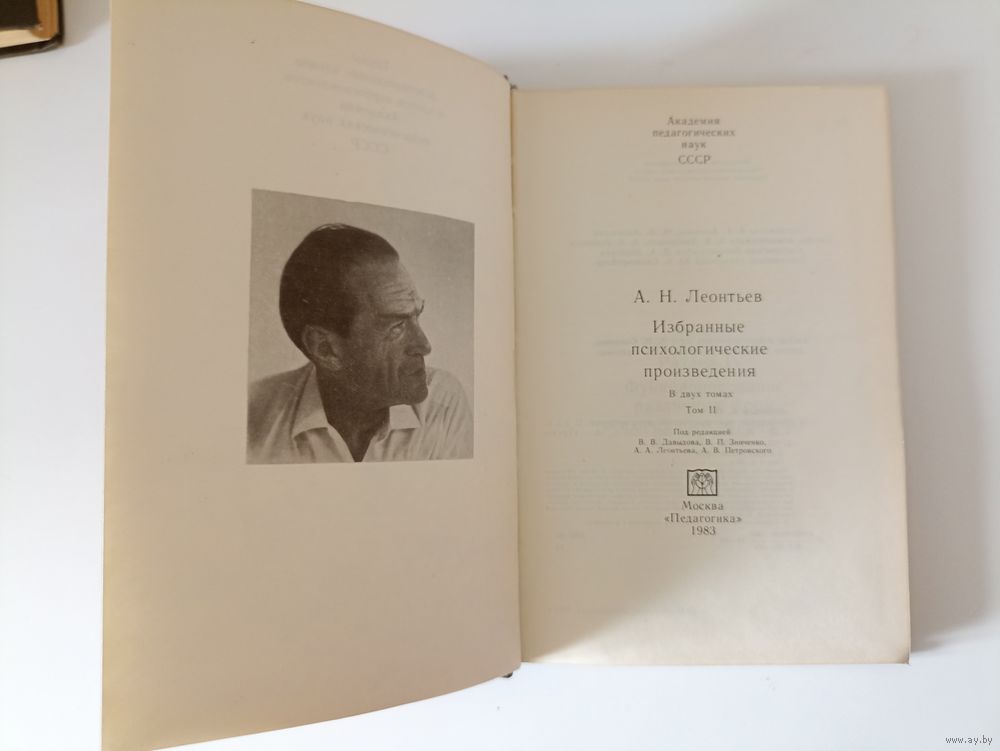 Академия
педагогических
наук
СССР
А. Н. Леонтьев
Избранные
психологические
произведения
В двух томах
Том II
Под редакцией
В. В. Давыдова, В. П. Зинченко,
А. А. Леонтьева, А. В. Петровского
Москва
«Педагогика»
1983
www.ay.by